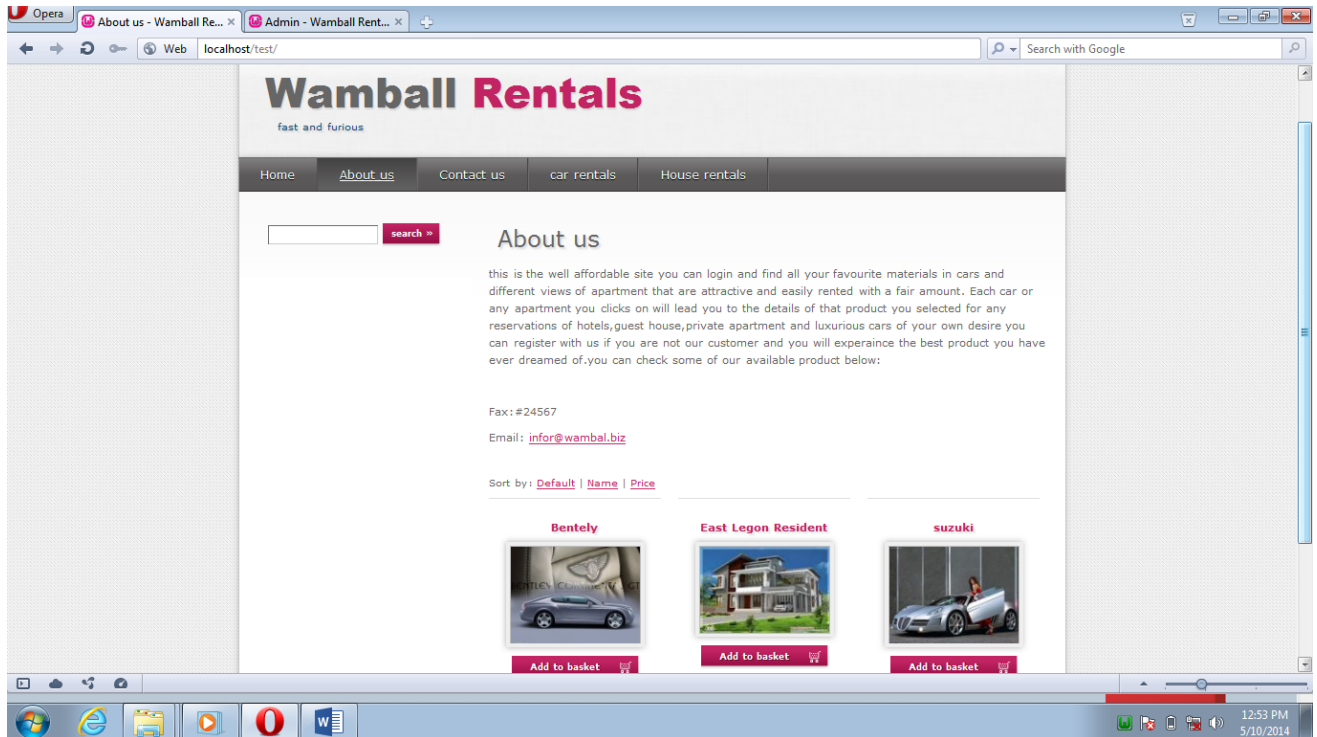 Opera
About us - Wamball Re... ×
Admin - Wamball Rent... ×
Web
localhost/test/
Search with Google
Wamball Rentals
fast and furious
Home
About us
Contact us
car rentals
House rentals
search »
About us
this is the well affordable site you can login and find all your favourite materials in cars and
different views of apartment that are attractive and easily rented with a fair amount. Each car or
any apartment you clicks on will lead you to the details of that product you selected for any
reservations of hotels,guest house,private apartment and luxurious cars of your own desire you
can register with us if you are not our customer and you will experaince the best product you have
ever dreamed of.you can check some of our available product below:
Fax:#24567
Email: infor@wambal.biz
Sort by: Default | Name | Price
Bentely
East Legon Resident
suzuki
Add to basket
Add to basket
Add to basket
12:53 PM
5/10/2014